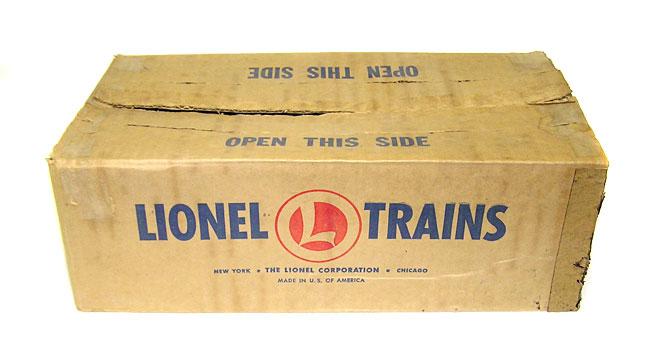 OPEN THIS SIDE
OPEN THIS SIDE
LIONEL L TRAINS
NEW YORK • THE LIONEL CORPORATION • CHICAGO
MADE IN U. S. OF AMERICA